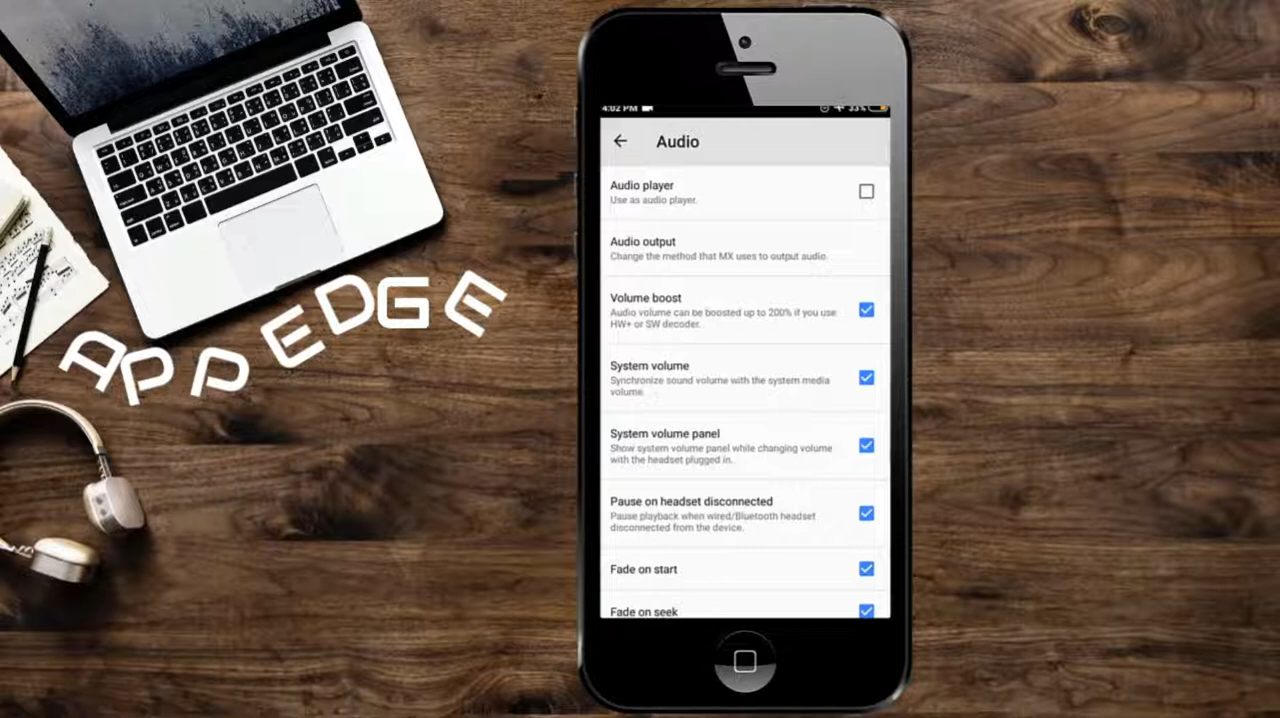 APP EDGE
4:02 PM
33%
Audio
Audio player
Use as audio player.
Audio output
Change the method that MX uses to output audio.
Volume boost
Audio volume can be boosted up to 200% if you use
HW+ or SW decoder.
System volume
Synchronize sound volume with the system media
volume.
System volume panel
Show system volume panel while changing volume
with the headset plugged in.
Pause on headset disconnected
Pause playback when wired/Bluetooth headset
disconnected from the device.
Fade on start
Fade on seek